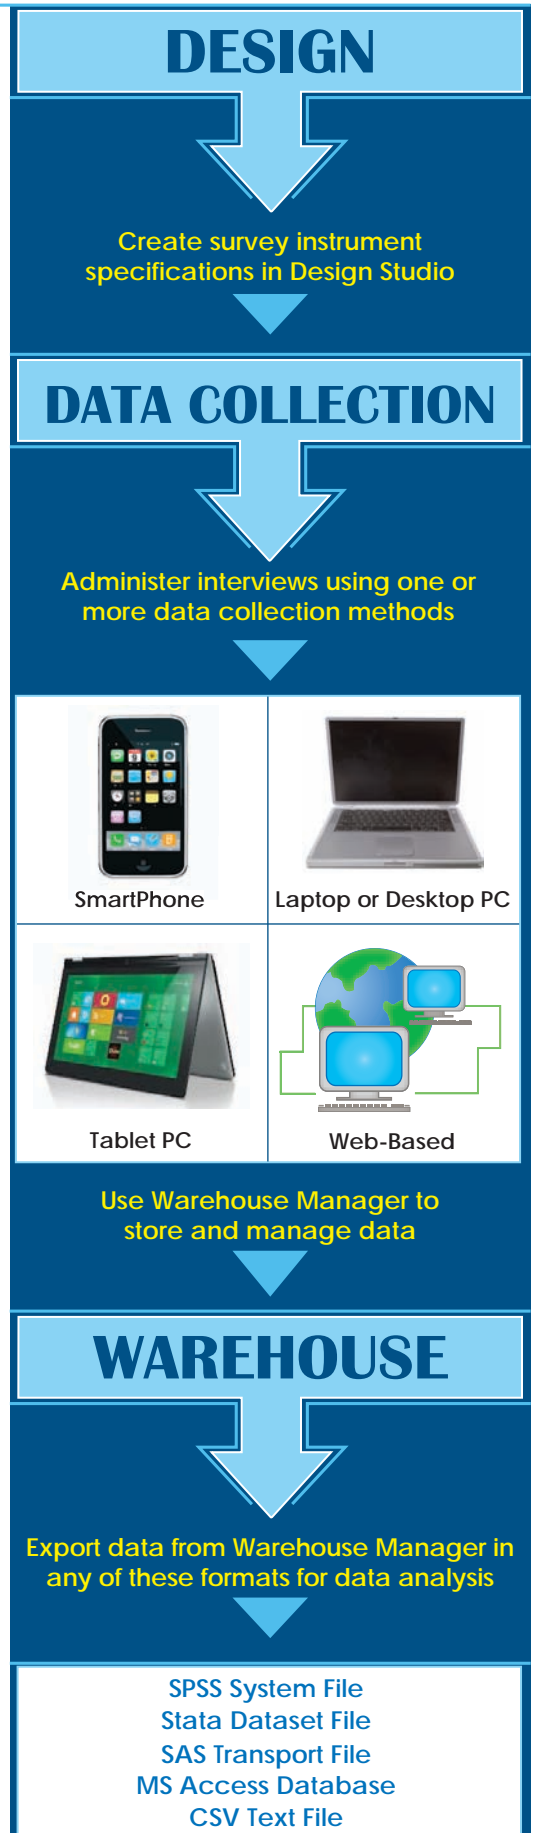 DESIGN
Create survey instrument
specifications in Design Studio
DATA COLLECTION
Administer interviews using one or
more data collection methods
SmartPhone
Laptop or Desktop PC
Tablet PC
Web-Based
Use Warehouse Manager to
store and manage data
WAREHOUSE
Export data from Warehouse Manager in
any of these formats for data analysis
SPSS System File
Stata Dataset File
SAS Transport File
MS Access Database
CSV Text File